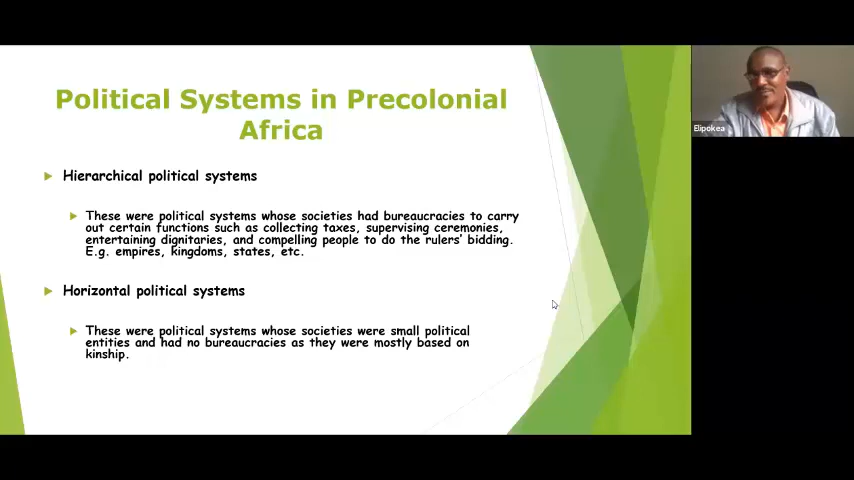 Political Systems in Precolonial
Africa
Hierarchical political systems
These were political systems whose societies had bureaucracies to carry
out certain functions such as collecting taxes, supervising ceremonies,
entertaining dignitaries, and compelling people to do the rulers' bidding.
E.g. empires, kingdoms, states, etc.
Horizontal political systems
These were political systems whose societies were small political
entities and had no bureaucracies as they were mostly based on
kinship.
Elipokea